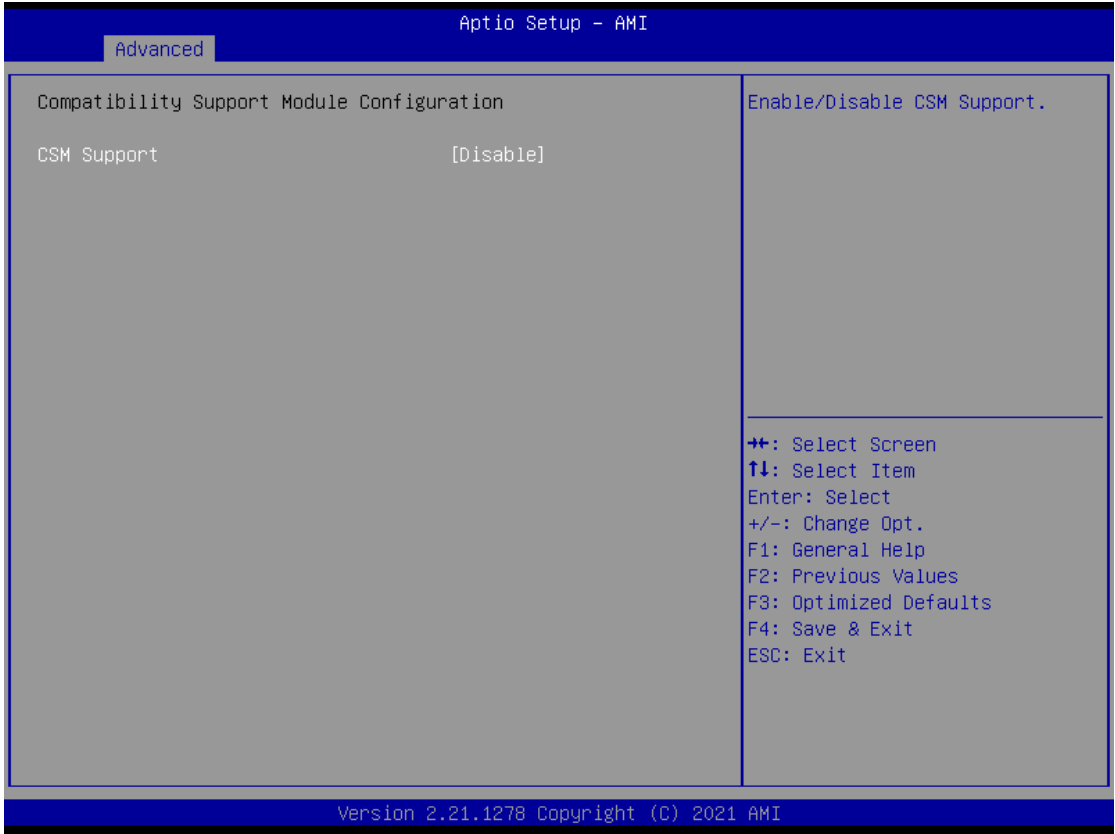 Aptio Setup – AMI
Advanced
Compatibility Support Module Configuration
CSM Support [Disable]
Enable/Disable CSM Support.
→←: Select Screen
↑↓: Select Item
Enter: Select
+/-: Change Opt.
F1: General Help
F2: Previous Values
F3: Optimized Defaults
F4: Save & Exit
ESC: Exit
Version 2.21.1278 Copyright (C) 2021 AMI